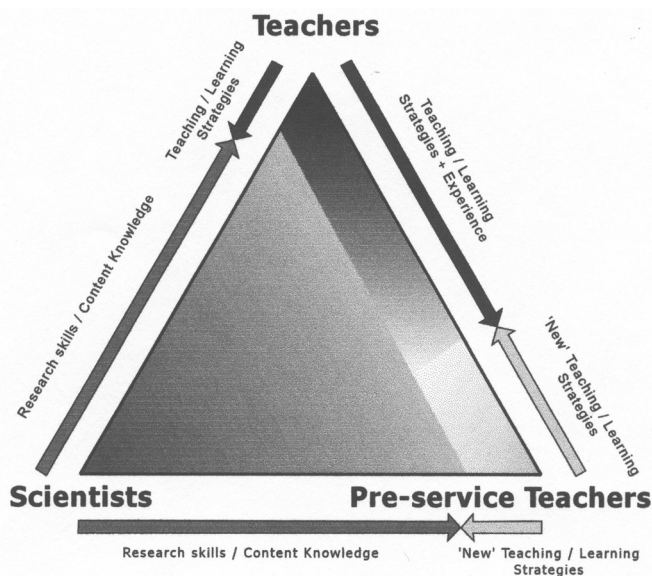 Teachers
Teaching / Learning
Strategies
Teaching / Learning
Strategies + Experience
Research skills / Content Knowledge
'New' Teaching / Learning
Strategies
Scientists
Pre-service Teachers
Research skills / Content Knowledge
'New' Teaching / Learning
Strategies